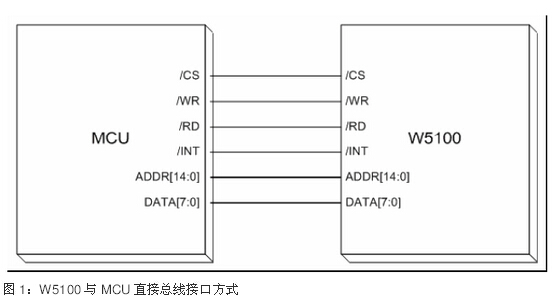 /CS
/WR
/RD
/INT
ADDR[14:0]
DATA[7:0]
MCU
/CS
/WR
/RD
/INT
ADDR[14:0]
DATA[7:0]
W5100
图 1：W5100 与 MCU 直接总线接口方式